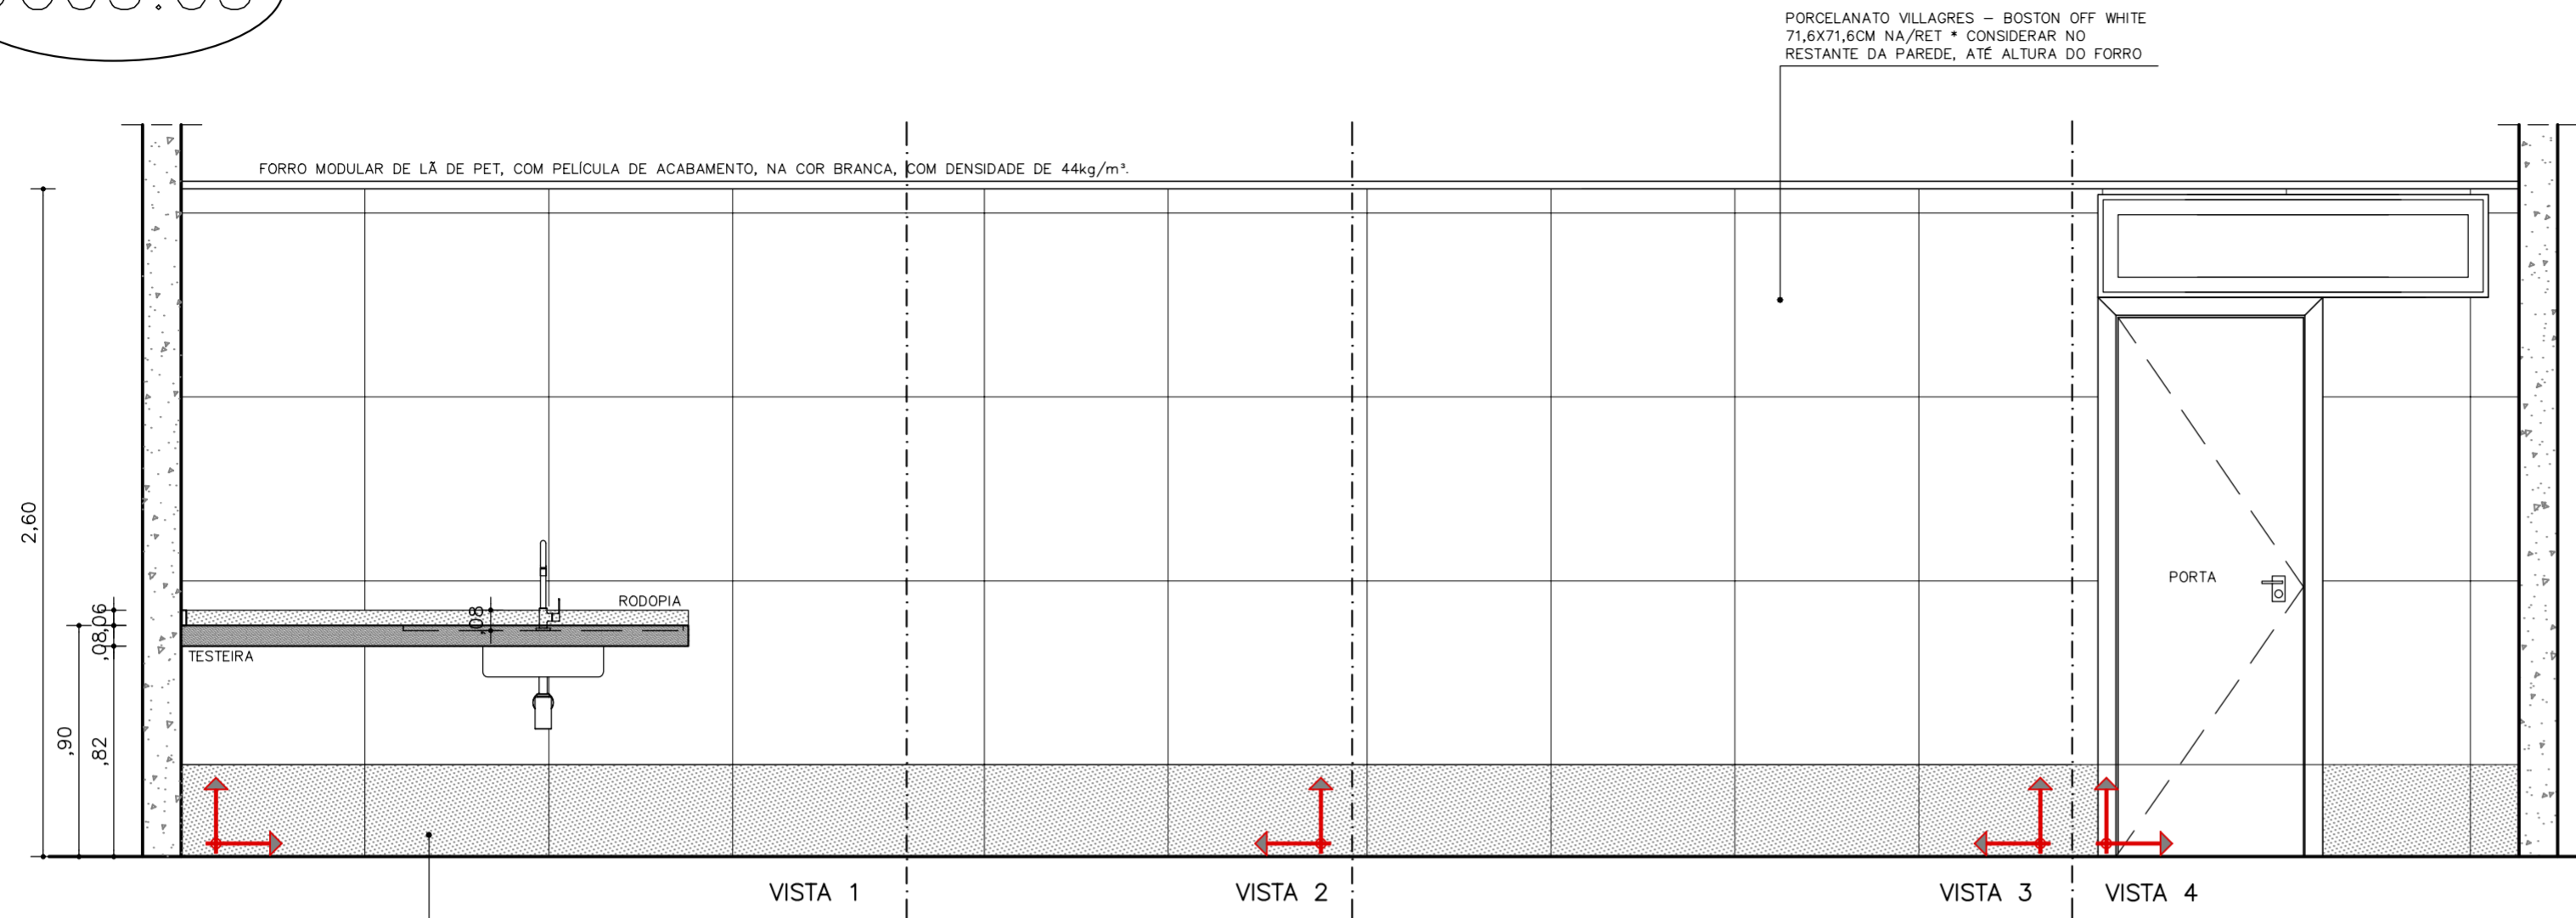 PORCELANATO VILLAGRES – BOSTON OFF WHITE
71,6X71,6CM NA/RET * CONSIDERAR NO
RESTANTE DA PAREDE, ATÉ ALTURA DO FORRO
FORRO MODULAR DE LÃ DE PET, COM PELÍCULA DE ACABAMENTO, NA COR BRANCA, COM DENSIDADE DE 44kg/m³.
2,60
PORTA
RODOPIA
,08
,06
,08
TESTEIRA
,90
,82
VISTA 1
VISTA 2
VISTA 3
VISTA 4